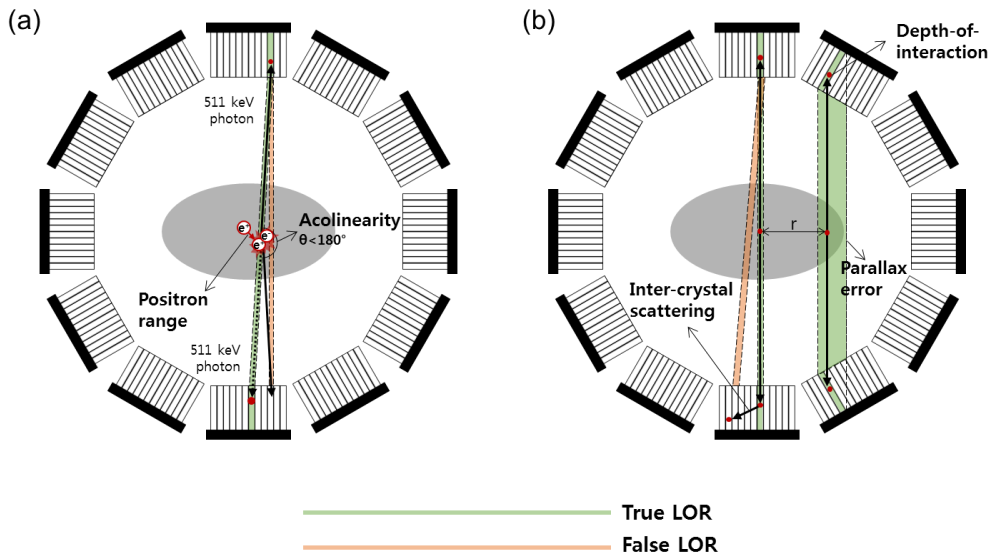 (a)
511 keV
photon
e+
e-
e-
Acolinearity
θ<180°
Positron
range
511 keV
photon
(b)
Depth-of-
interaction
r
Parallax
error
Inter-crystal
scattering
True LOR
False LOR